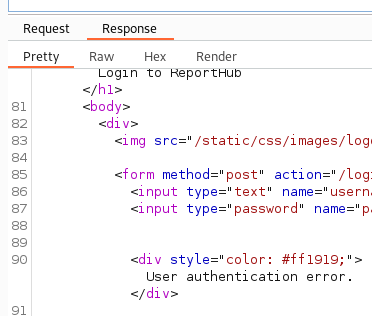 Request Response
Pretty Raw Hex Render
Login to ReportHub
</h1>
81 <body>
82 <div>
83 <img src="/static/css/images/log
84
85 <form method="post" action="/logi
86 <input type="text" name="userna
87 <input type="password" name="pa
88
89
90 <div style="color: #ff1919;">
User authentication error.
</div>
91